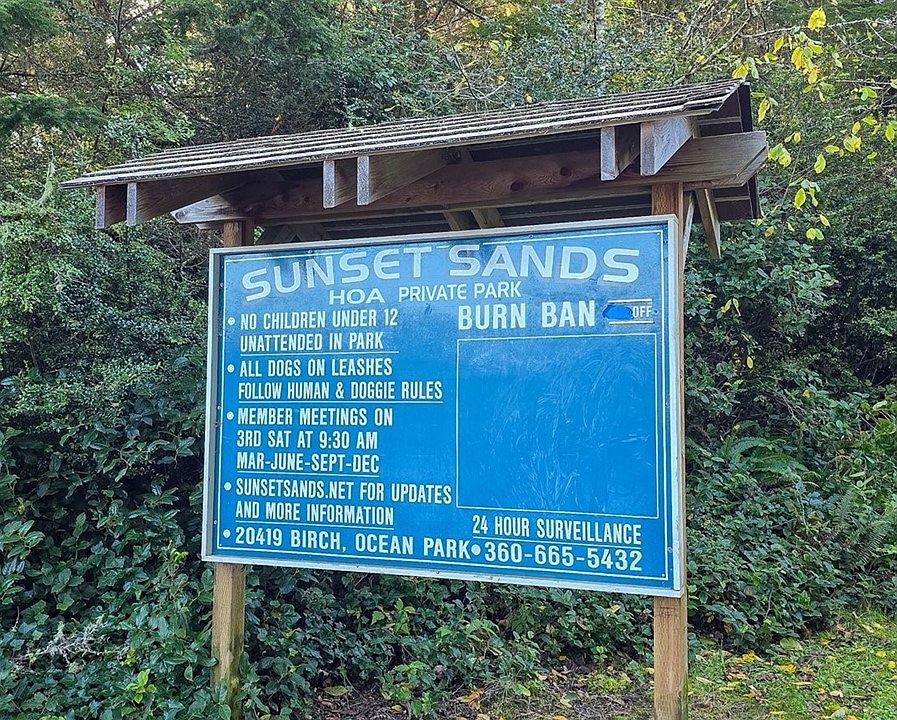 SUNSET SANDS
HOA PRIVATE PARK
• NO CHILDREN UNDER 12
UNATTENDED IN PARK
• ALL DOGS ON LEASHES
FOLLOW HUMAN & DOGGIE RULES
• MEMBER MEETINGS ON
3RD SAT AT 9:30 AM
MAR-JUNE-SEPT-DEC
• SUNSETSANDS.NET FOR UPDATES
AND MORE INFORMATION
BURN BAN OFF
24 HOUR SURVEILLANCE
• 20419 BIRCH, OCEAN PARK • 360-665-5432